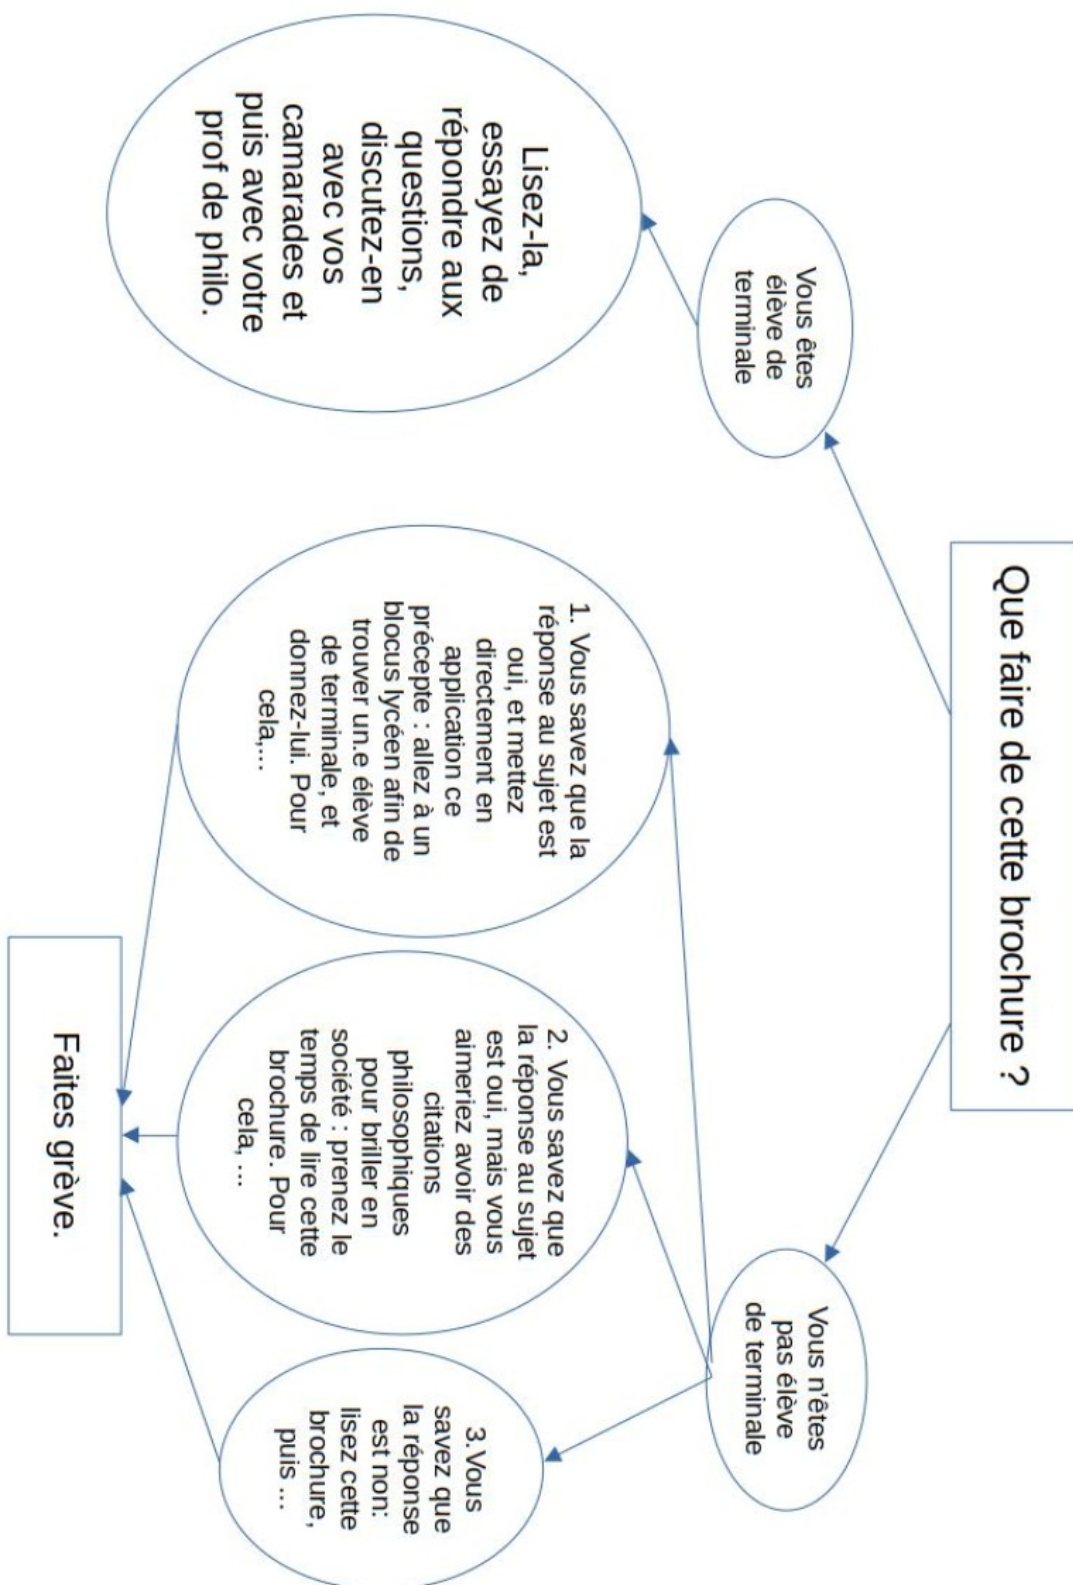 Que faire de cette brochure ?
Vous êtes
élève de
terminale
Vous n'êtes
pas élève
de terminale
Lisez-la,
essayez de
répondre aux
questions,
discutez-en
avec vos
camarades et
puis avec votre
prof de philo.
1. Vous savez que la
réponse au sujet est
oui, et mettez
directement en
application ce
précepte : allez à un
blocus lycéen afin de
trouver un.e élève
de terminale, et
donnez-lui. Pour
cela,...
2. Vous savez que
la réponse au sujet
est oui, mais vous
aimeriez avoir des
citations
philosophiques
pour briller en
société : prenez le
temps de lire cette
brochure. Pour
cela, ...
3.Vous
savez que
la réponse
est non:
lisez cette
brochure,
puis ...
Faites grève.